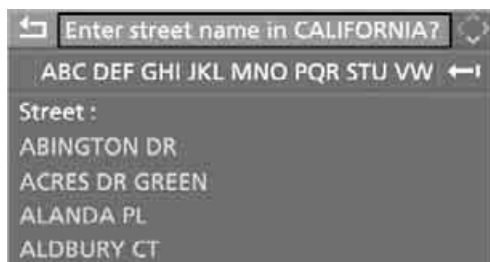 Enter street name in CALIFORNIA?
ABC DEF GHI JKL MNO PQR STU VW
Street :
ABINGTON DR
ACRES DR GREEN
ALANDA PL
ALDBURY CT